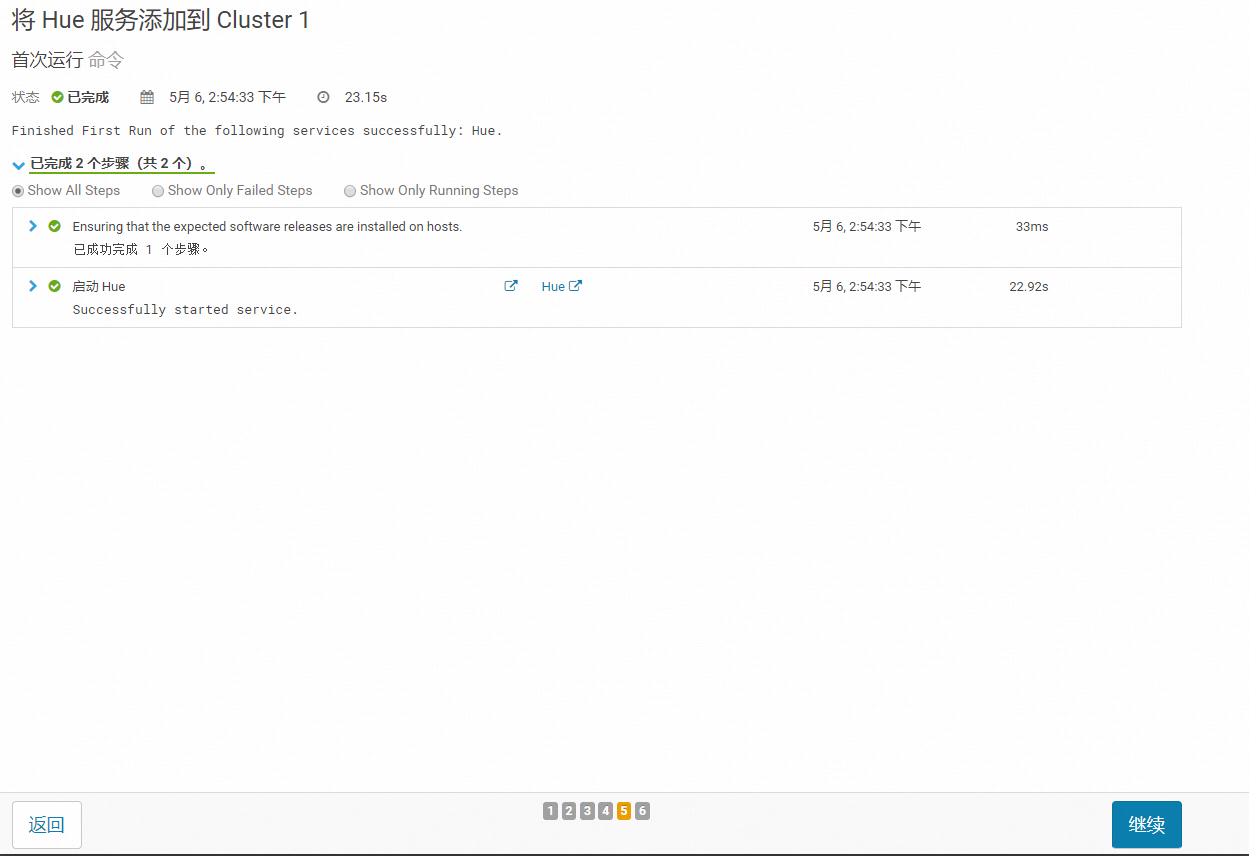 将 Hue 服务添加到 Cluster 1
首次运行 命令
状态 已完成 5月 6, 2:54:33 下午 23.15s
Finished First Run of the following services successfully: Hue.
已完成 2 个步骤（共 2 个）。
Show All Steps Show Only Failed Steps Show Only Running Steps
Ensuring that the expected software releases are installed on hosts. 5月 6, 2:54:33 下午 33ms
已成功完成 1 个步骤。
启动 Hue Hue 5月 6, 2:54:33 下午 22.92s
Successfully started service.
返回 1 2 3 4 5 6 继续